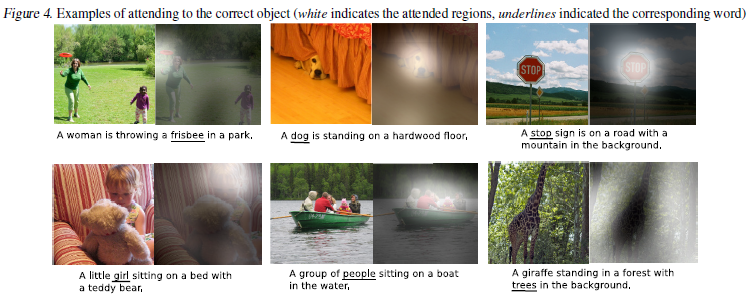 Figure 4. Examples of attending to the correct object (white indicates the attended regions, underlines indicated the corresponding word)
STOP
STOP
A woman is throwing a frisbee in a park.
A dog is standing on a hardwood floor.
A stop sign is on a road with a
mountain in the background.
A little girl sitting on a bed with
a teddy bear.
A group of people sitting on a boat
in the water.
A giraffe standing in a forest with
trees in the background.